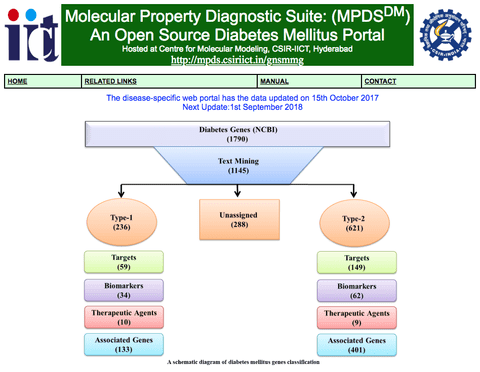 iict
Molecular Property Diagnostic Suite: (MPDSDM)
An Open Source Diabetes Mellitus Portal
Hosted at Centre for Molecular Modeling, CSIR-IICT, Hyderabad
http://mpds.csiriict.in/gnsmmg
HOME RELATED LINKS MANUAL CONTACT
The disease-specific web portal has the data updated on 15th October 2017
Next Update:1st September 2018
Diabetes Genes (NCBI)
(1790)
Text Mining
(1145)
Type-1
(236)
Unassigned
(288)
Type-2
(621)
Targets
(59)
Targets
(149)
Biomarkers
(34)
Biomarkers
(62)
Therapeutic Agents
(10)
Therapeutic Agents
(9)
Associated Genes
(133)
Associated Genes
(401)
A schematic diagram of diabetes mellitus genes classification